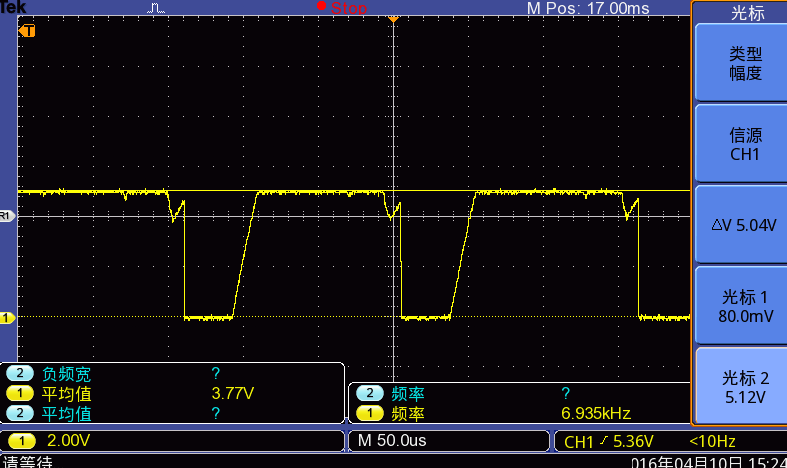 Tek
Stop
M Pos: 17.00ms
光标
T
类型
幅度
信源
CH1
R1
△V 5.04V
1
光标 1
80.0mV
光标 2
5.12V
2 负频宽 ?
1 平均值 3.77V
2 平均值 ?
2 频率 ?
1 频率 6.935kHz
1 2.00V
M 50.0us
CH1 5.36V <10Hz
请等待
016年04月10日 15:24